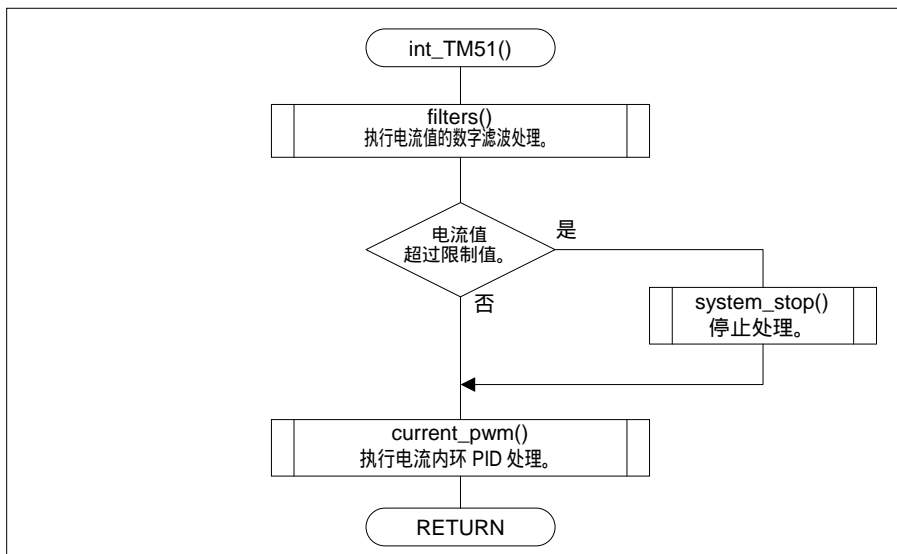 int_TM51()
filters()
执行电流值的数字滤波处理。
电流值
超过限制值。
是
否
system_stop()
停止处理。
current_pwm()
执行电流内环 PID 处理。
RETURN